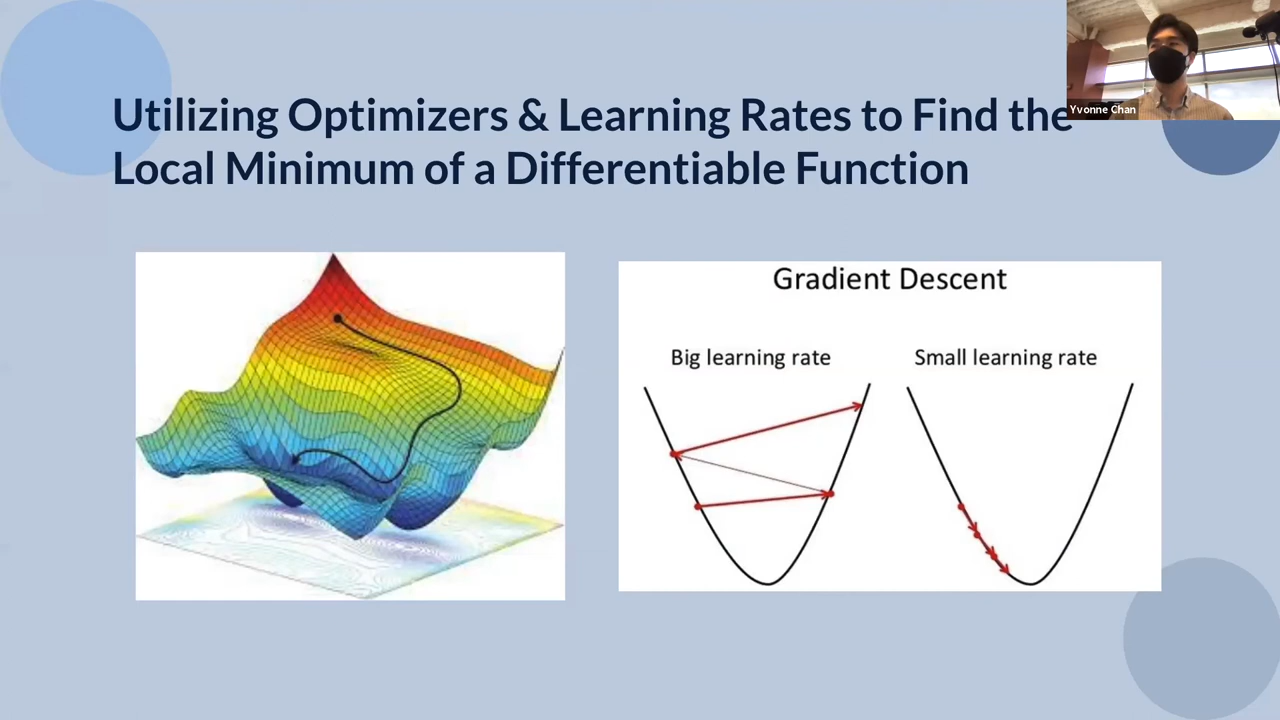 Utilizing Optimizers & Learning Rates to Find the
Local Minimum of a Differentiable Function
Yvonne Chan
Gradient Descent
Big learning rate
Small learning rate